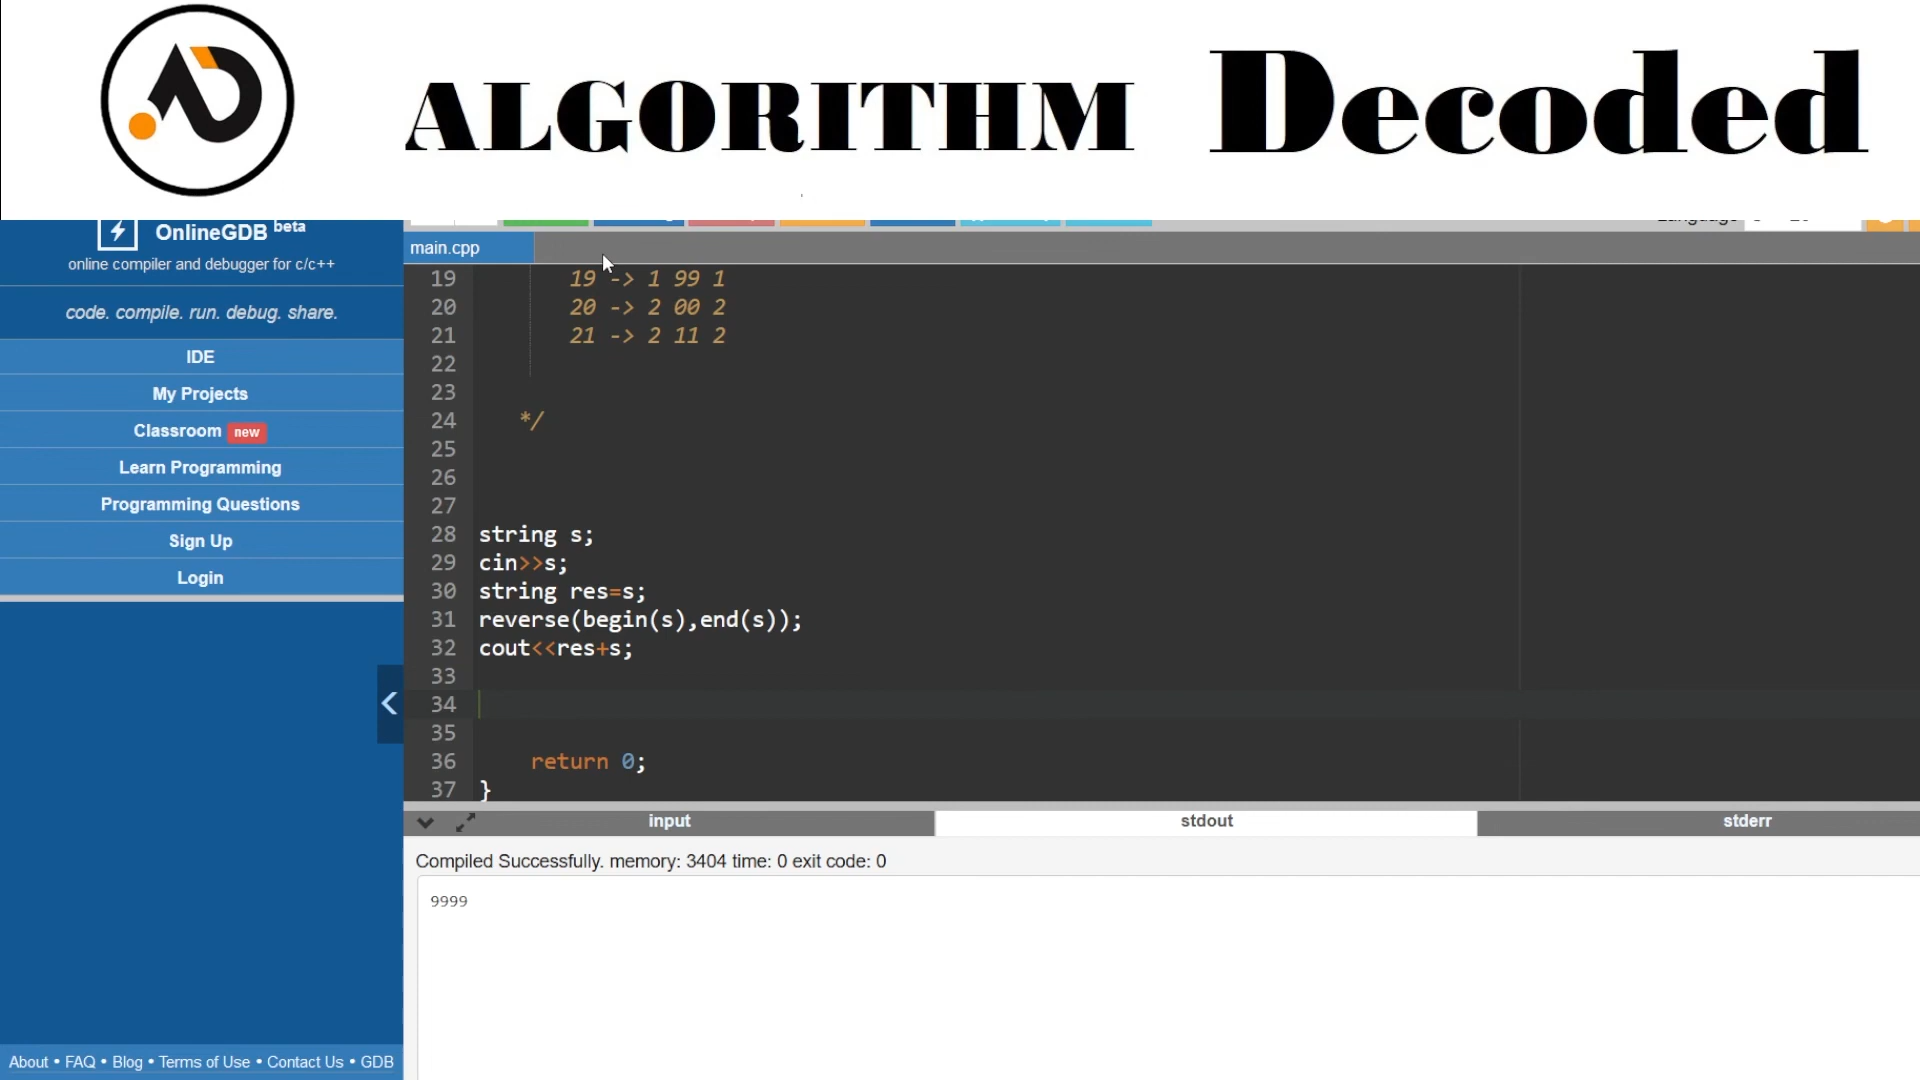 ALGORITHM Decoded
OnlineGDB beta
online compiler and debugger for c/c++
code. compile. run. debug. share.
IDE
My Projects
Classroom new
Learn Programming
Programming Questions
Sign Up
Login
About • FAQ • Blog • Terms of Use • Contact Us • GDB
main.cpp
19 19 -> 1 99 1
20 20 -> 2 00 2
21 21 -> 2 11 2
22
23
24 */
25
26
27
28 string s;
29 cin>>s;
30 string res=s;
31 reverse(begin(s),end(s));
32 cout<<res+s;
33
34
35
36 return 0;
37 }
input stdout stderr
Compiled Successfully. memory: 3404 time: 0 exit code: 0
9999